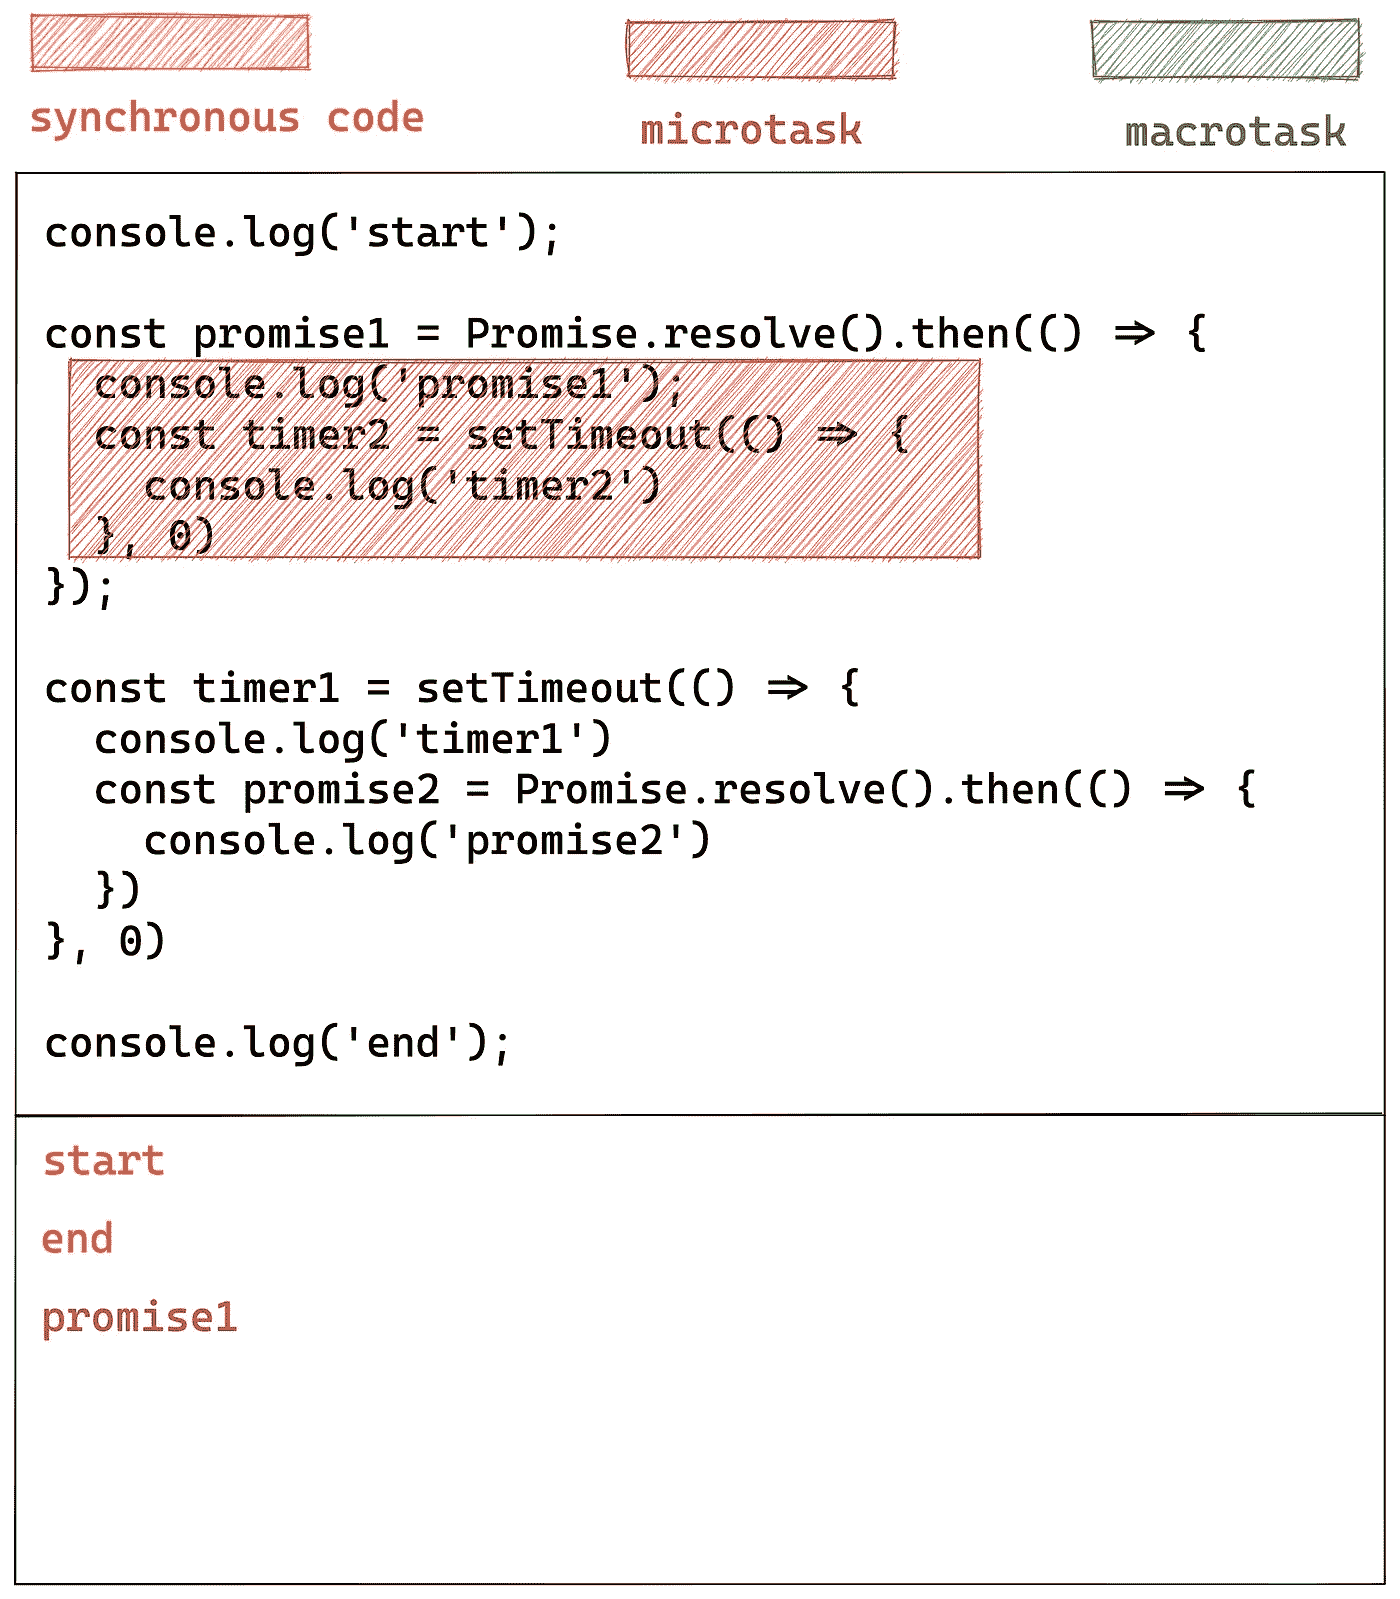 synchronous code
microtask
macrotask
console.log('start');
const promise1 = Promise.resolve().then(() => {
  console.log('promise1');
  const timer2 = setTimeout(() => {
    console.log('timer2')
  }, 0)
});
const timer1 = setTimeout(() => {
  console.log('timer1')
  const promise2 = Promise.resolve().then(() => {
    console.log('promise2')
  })
}, 0)
console.log('end');
start
end
promise1